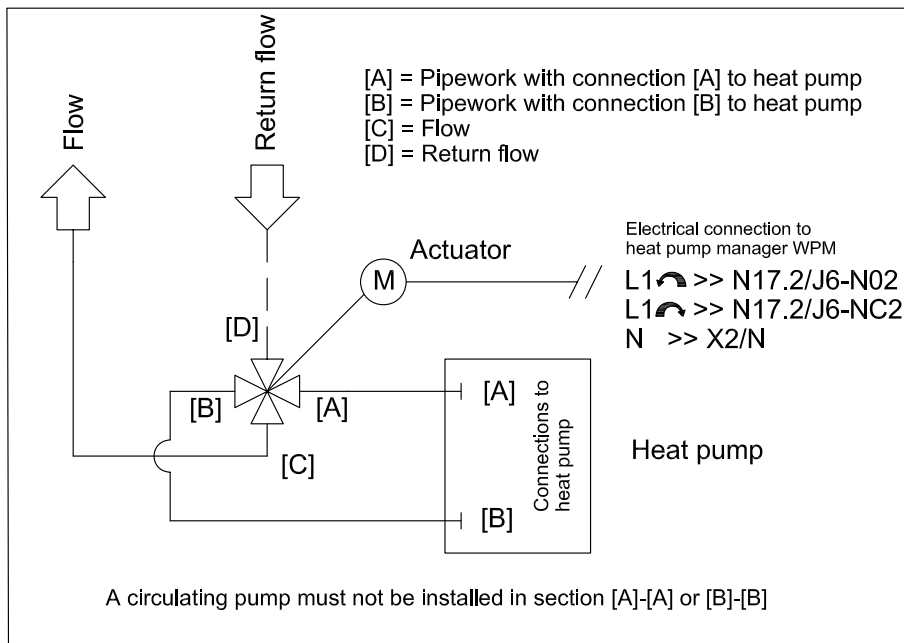 Flow
Return flow
[A] = Pipework with connection [A] to heat pump
[B] = Pipework with connection [B] to heat pump
[C] = Flow
[D] = Return flow
Electrical connection to
heat pump manager WPM
L1 >> N17.2/J6-N02
L1 >> N17.2/J6-NC2
N >> X2/N
Actuator
M
[D]
[B]
[A]
[C]
[A]
[B]
Connections to
heat pump
Heat pump
A circulating pump must not be installed in section [A]-[A] or [B]-[B]